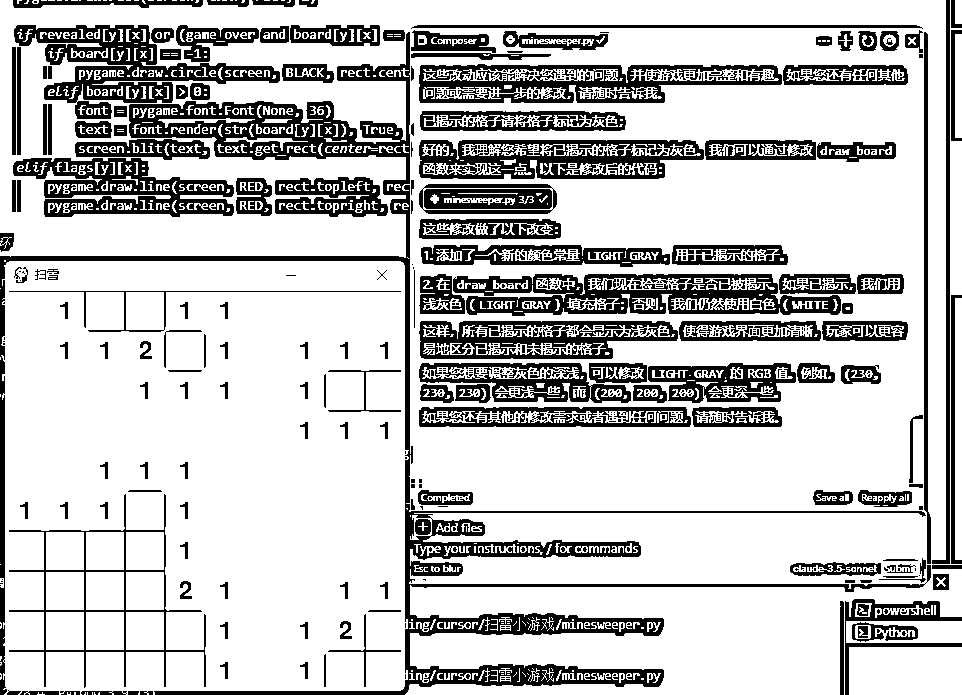 if revealed[y][x] or (game_over and board[y][x] ==
if board[y][x] == -1:
pygame.draw.circle(screen, BLACK, rect.cent
elif board[y][x] > 0:
font = pygame.font.Font(None, 36)
text = font.render(str(board[y][x]), True,
screen.blit(text, text.get_rect(center=rect
elif flags[y][x]:
pygame.draw.line(screen, RED, rect.topleft, rec
pygame.draw.line(screen, RED, rect.topright, re
环
扫雷
1 1 1
1 1 2 1 1 1 1
1 1 1 1
1 1 1
1 1 1
1 1 1 1
1
2 1 1 1
1 1 2
1 1 1
Composer
minesweeper.py
这些改动应该能解决您遇到的问题，并使游戏更加完整和有趣。如果您还有任何其他
问题或需要进一步的修改，请随时告诉我。
已揭示的格子请将格子标记为灰色；
好的，我理解您希望将已揭示的格子标记为灰色。我们可以通过修改 draw_board
函数来实现这一点。以下是修改后的代码：
minesweeper.py 3/3
这些修改做了以下改变：
1. 添加了一个新的颜色常量 LIGHT_GRAY，用于已揭示的格子。
2. 在 draw_board 函数中，我们现在检查格子是否已被揭示。如果已揭示，我们用
浅灰色（LIGHT_GRAY）填充格子；否则，我们仍然使用白色（WHITE）。
这样，所有已揭示的格子都会显示为浅灰色，使得游戏界面更加清晰，玩家可以更容
易地区分已揭示和未揭示的格子。
如果您想要调整灰色的深浅，可以修改 LIGHT_GRAY 的 RGB 值。例如，(230,
230, 230) 会更浅一些，而 (200, 200, 200) 会更深一些。
如果您还有其他的修改需求或者遇到任何问题，请随时告诉我。
Completed
Save all
Reapply all
Add files
Type your instructions, / for commands
Esc to blur
claude-3.5-sonnet
submit
powershell
Python
ding/cursor/扫雷小游戏/minesweeper.py
ding/cursor/扫雷小游戏/minesweeper.py